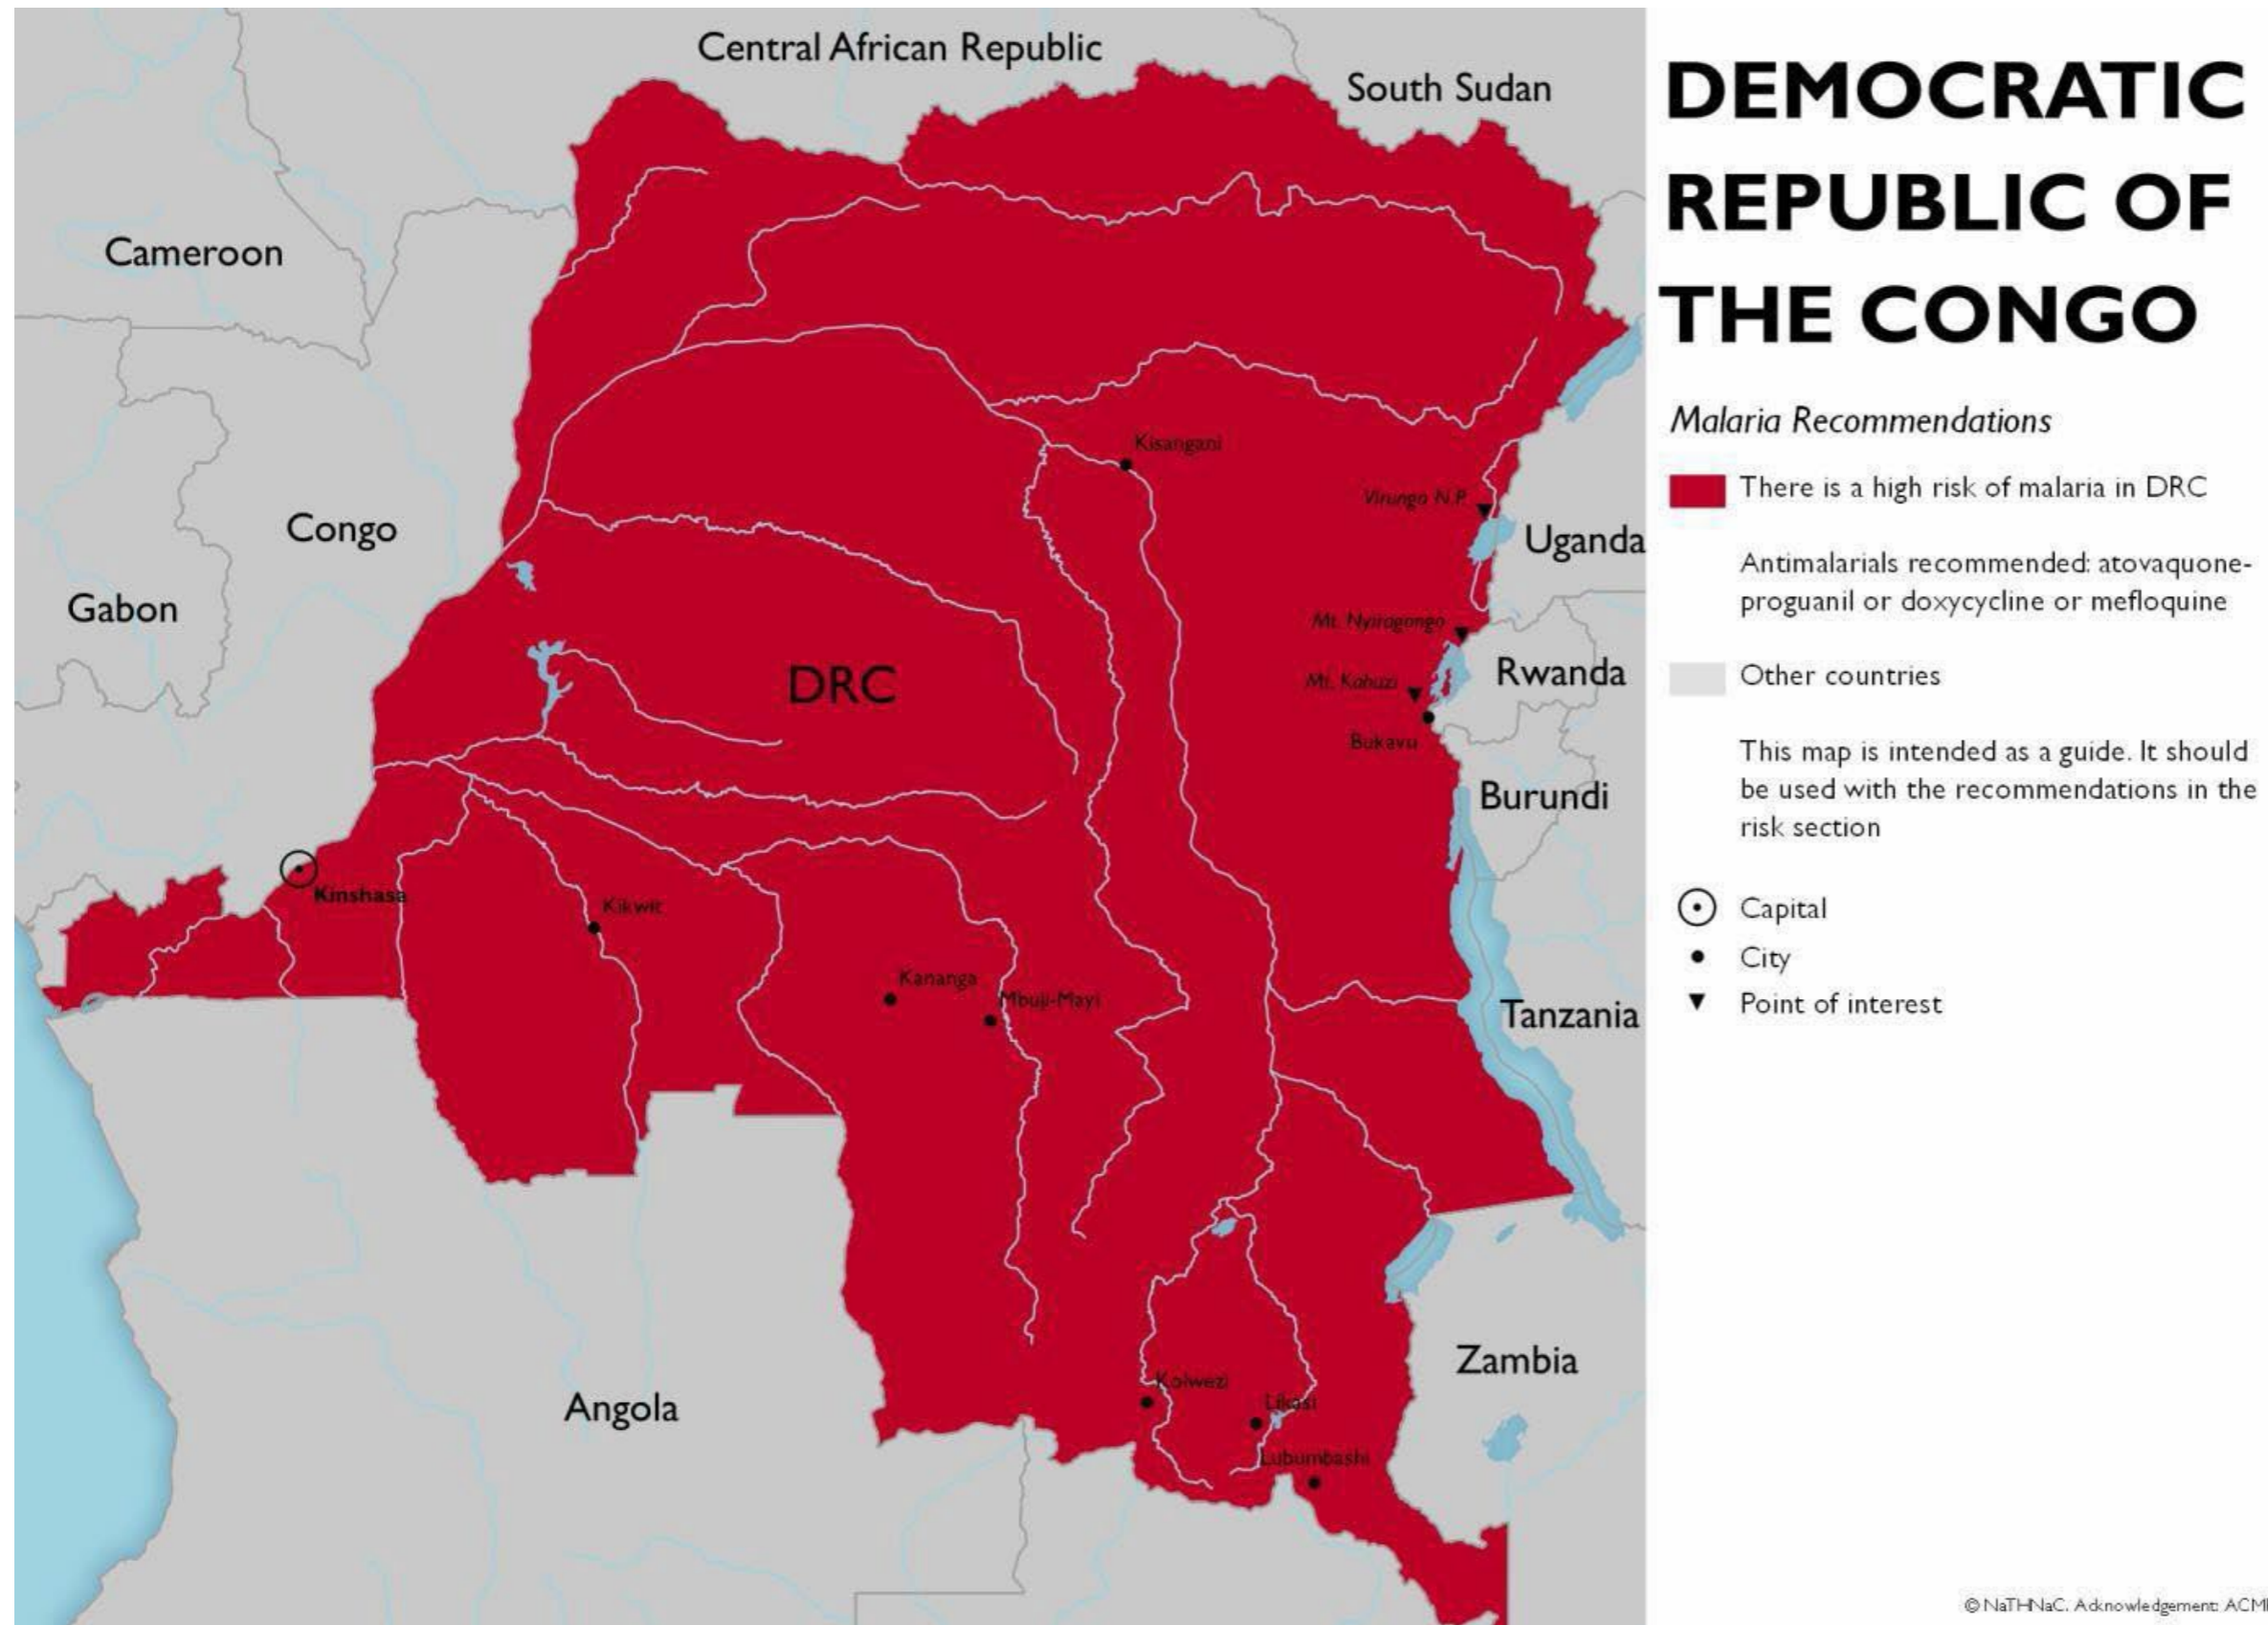 Central African Republic
South Sudan
Cameroon
Congo
Gabon
Kisangani
Virunga N.P.
Uganda
Mt. Nyiragongo
Rwanda
DRC
Mt. Kahuzi
Bukavu
Burundi
Kinshasa
Kikwit
Kananga
Mbuji-Mayi
Tanzania
Angola
Zambia
Kolwezi
Likasi
Lubumbashi
DEMOCRATIC
REPUBLIC OF
THE CONGO
Malaria Recommendations
There is a high risk of malaria in DRC
Antimalarials recommended: atovaquone-
proguanil or doxycycline or mefloquine
Other countries
This map is intended as a guide. It should
be used with the recommendations in the
risk section
Capital
City
Point of interest
© NaTHNaC. Acknowledgement: ACM